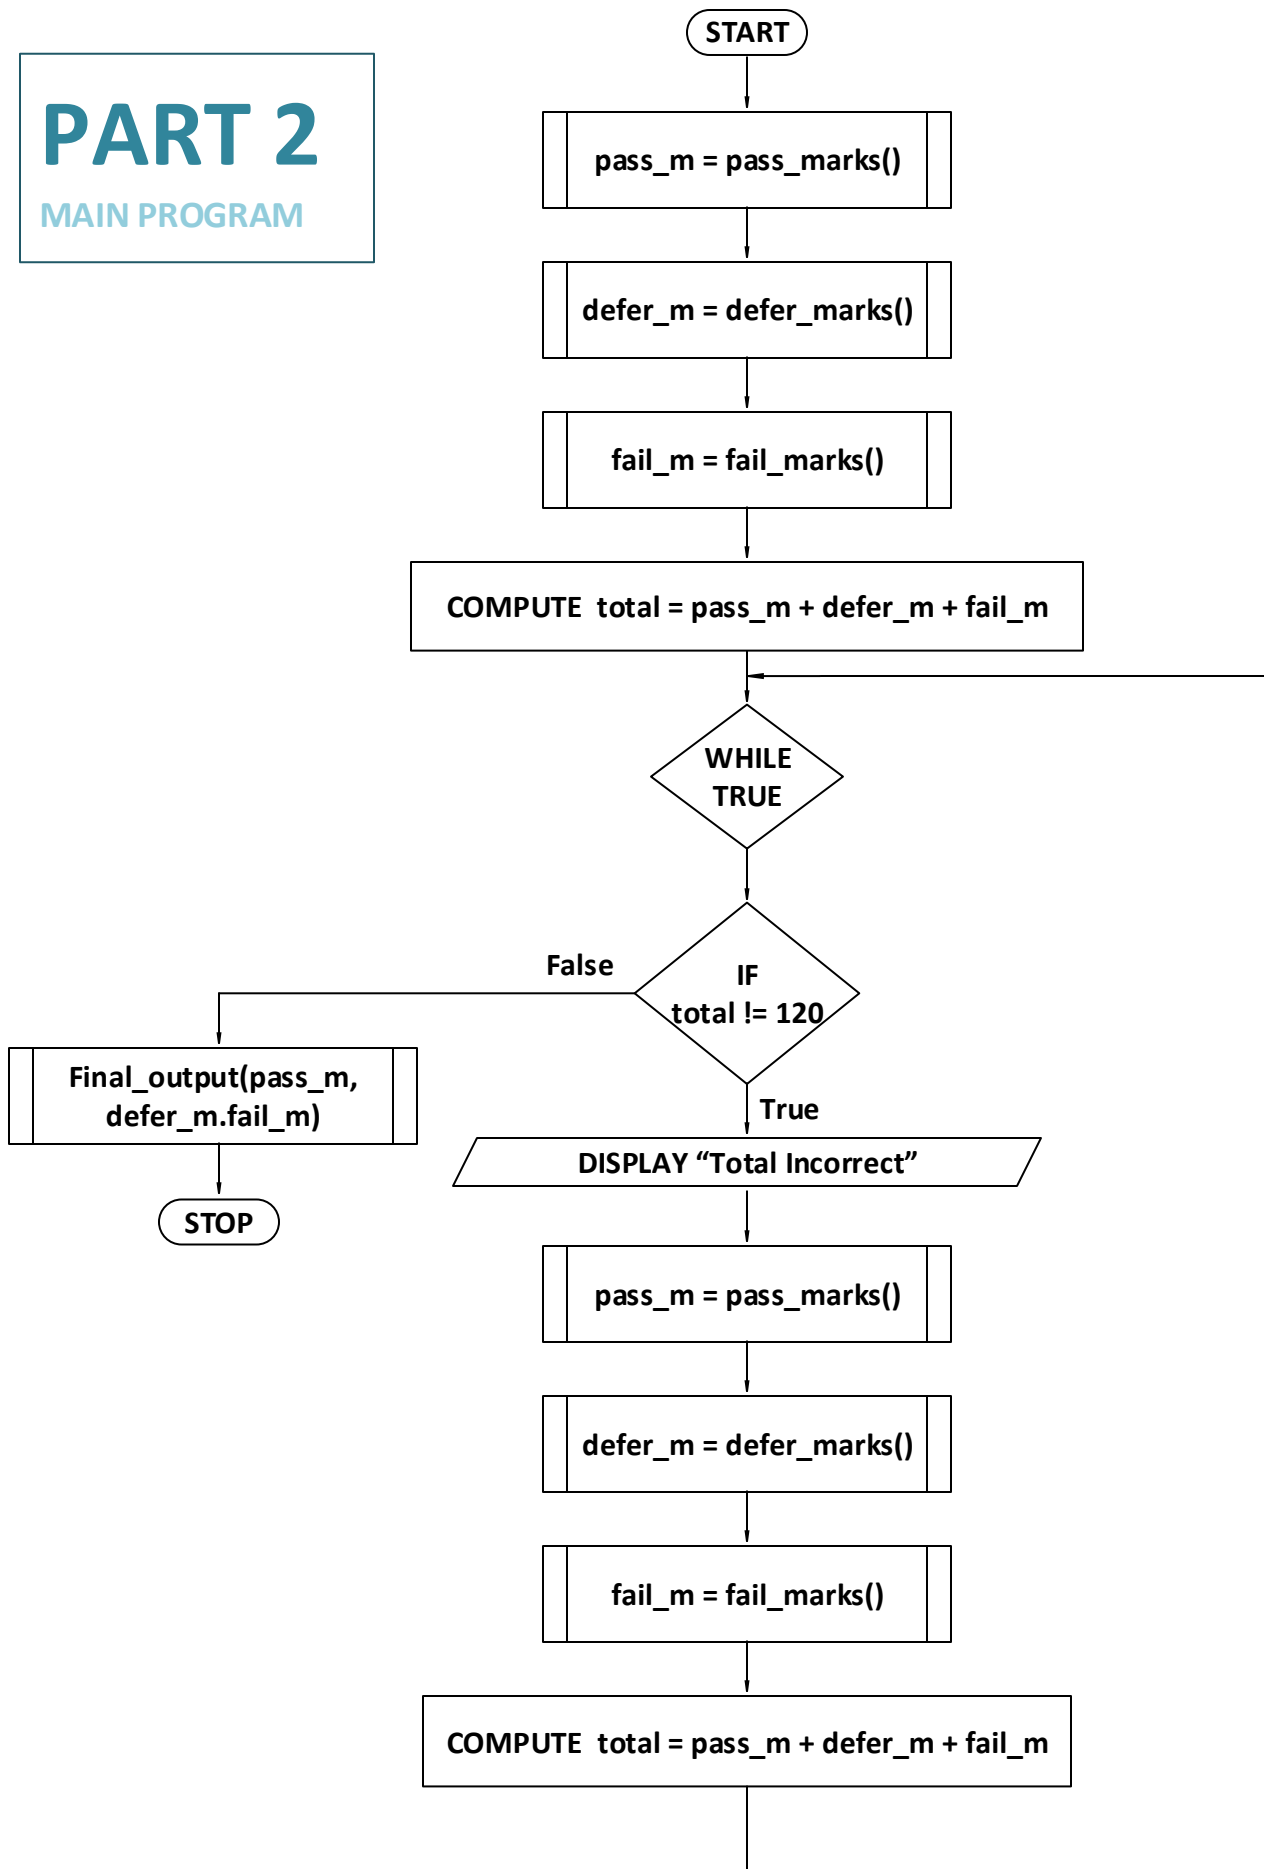 START
PART 2
MAIN PROGRAM
pass_m = pass_marks()
defer_m = defer_marks()
fail_m = fail_marks()
COMPUTE  total = pass_m + defer_m + fail_m
WHILE
TRUE
IF
total != 120
False
Final_output(pass_m,
defer_m.fail_m)
STOP
True
DISPLAY “Total Incorrect”
pass_m = pass_marks()
defer_m = defer_marks()
fail_m = fail_marks()
COMPUTE  total = pass_m + defer_m + fail_m